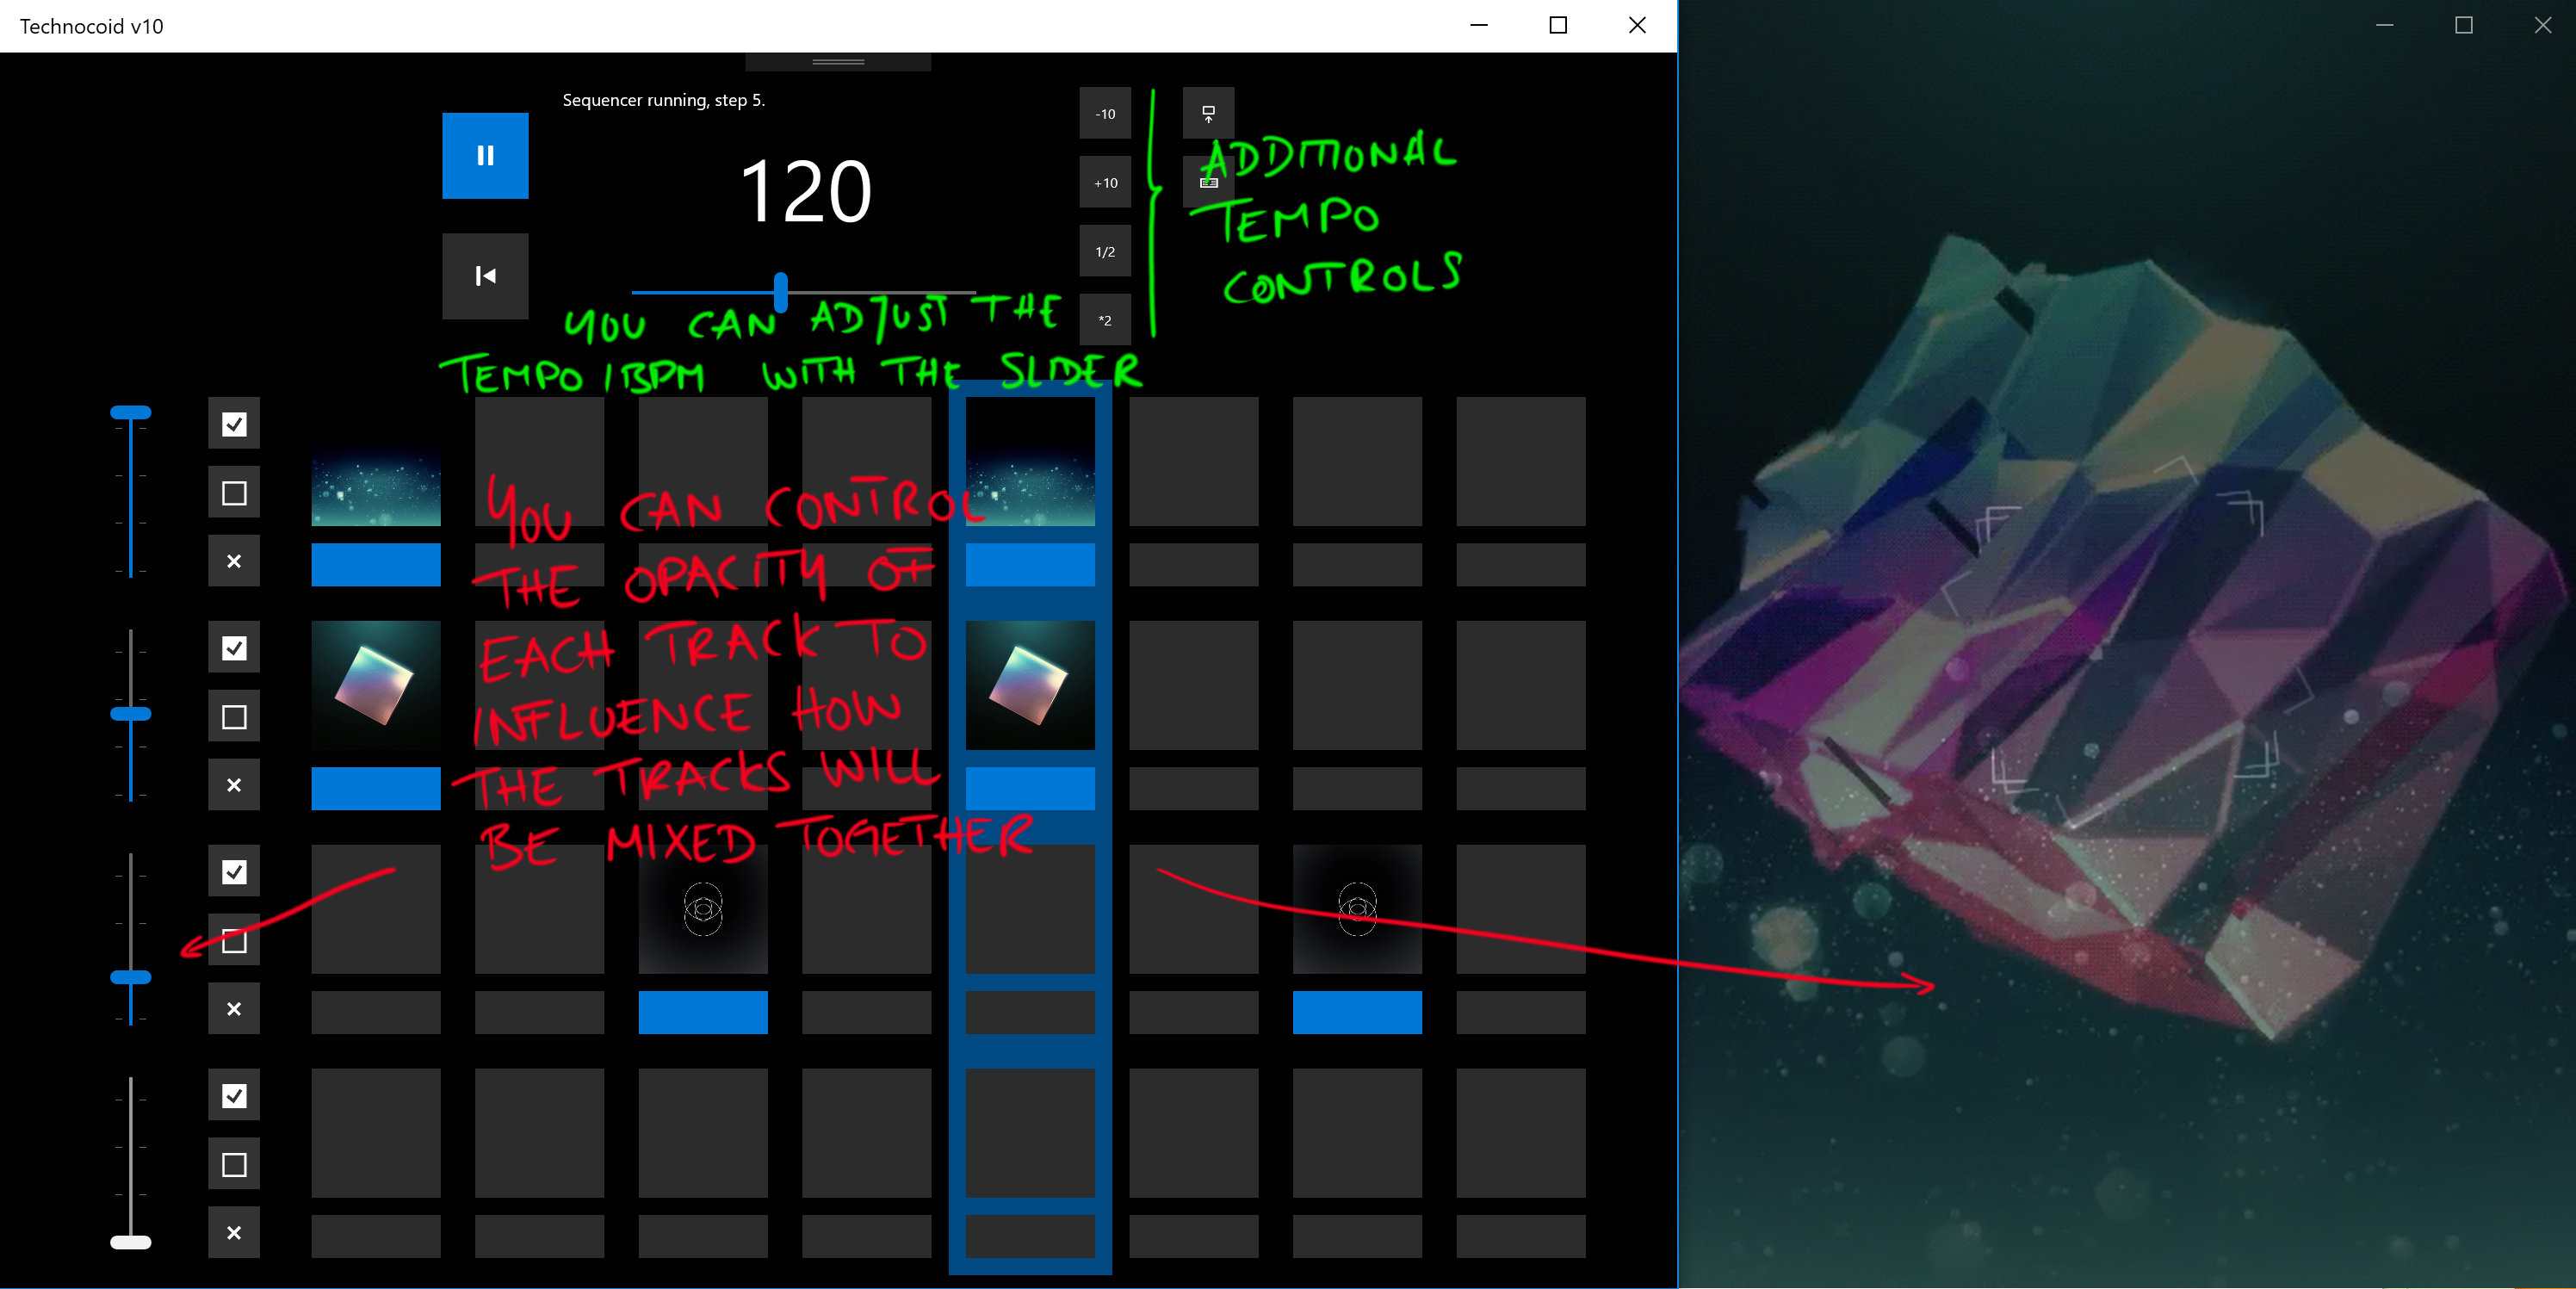 Technocoid v10
Sequencer running, step 5.
120
-10
+10
1/2
*2
ADDITIONAL
TEMPO
CONTROLS
YOU CAN ADJUST THE
TEMPO / BPM WITH THE SLIDER
YOU CAN CONTROL
THE OPACITY OF
EACH TRACK TO
INFLUENCE HOW
THE TRACKS WILL
BE MIXED TOGETHER